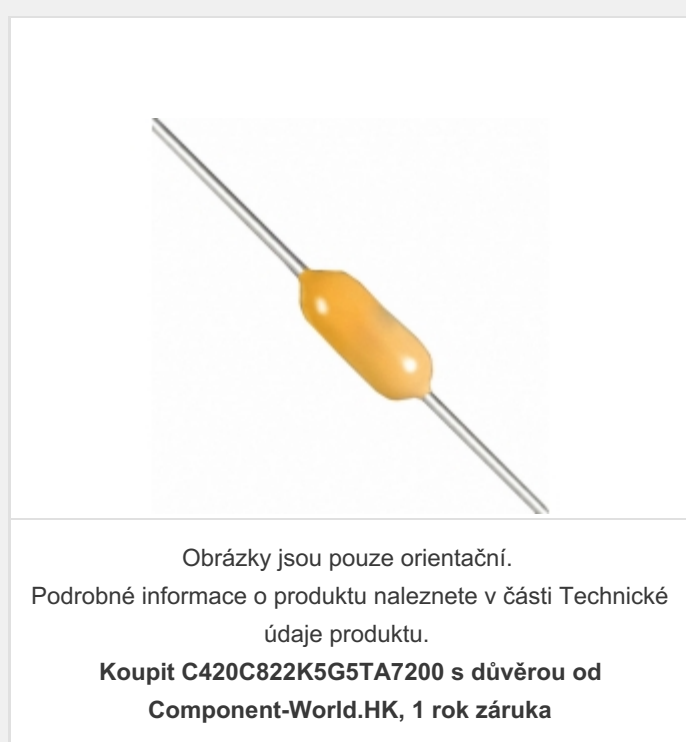 Obrázky jsou pouze orientační.
Podrobné informace o produktu naleznete v části Technické
údaje produktu.
Koupit C420C822K5G5TA7200 s důvěrou od
Component-World.HK, 1 rok záruka